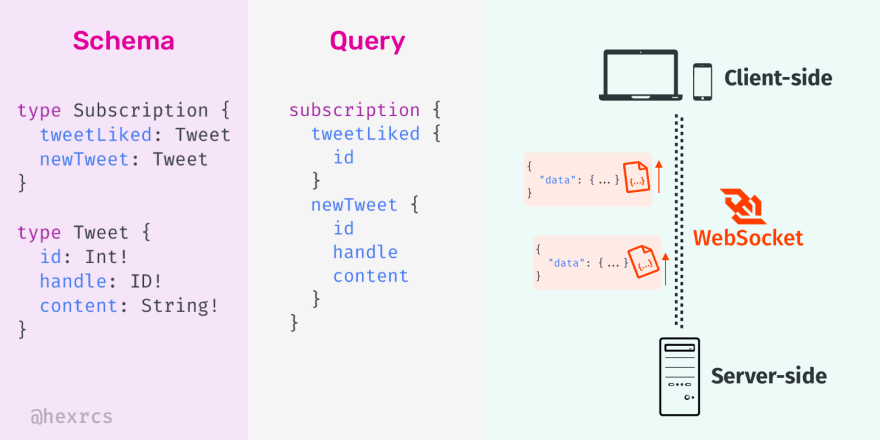 Schema
type Subscription {
  tweetLiked: Tweet
  newTweet: Tweet
}
type Tweet {
  id: Int!
  handle: ID!
  content: String!
}
@hexrcs
Query
subscription {
  tweetLiked {
    id
  }
  newTweet {
    id
    handle
    content
  }
}
Client-side
{
  "data": { ... }
}
{...}
WebSocket
{
  "data": { ... }
}
{...}
Server-side